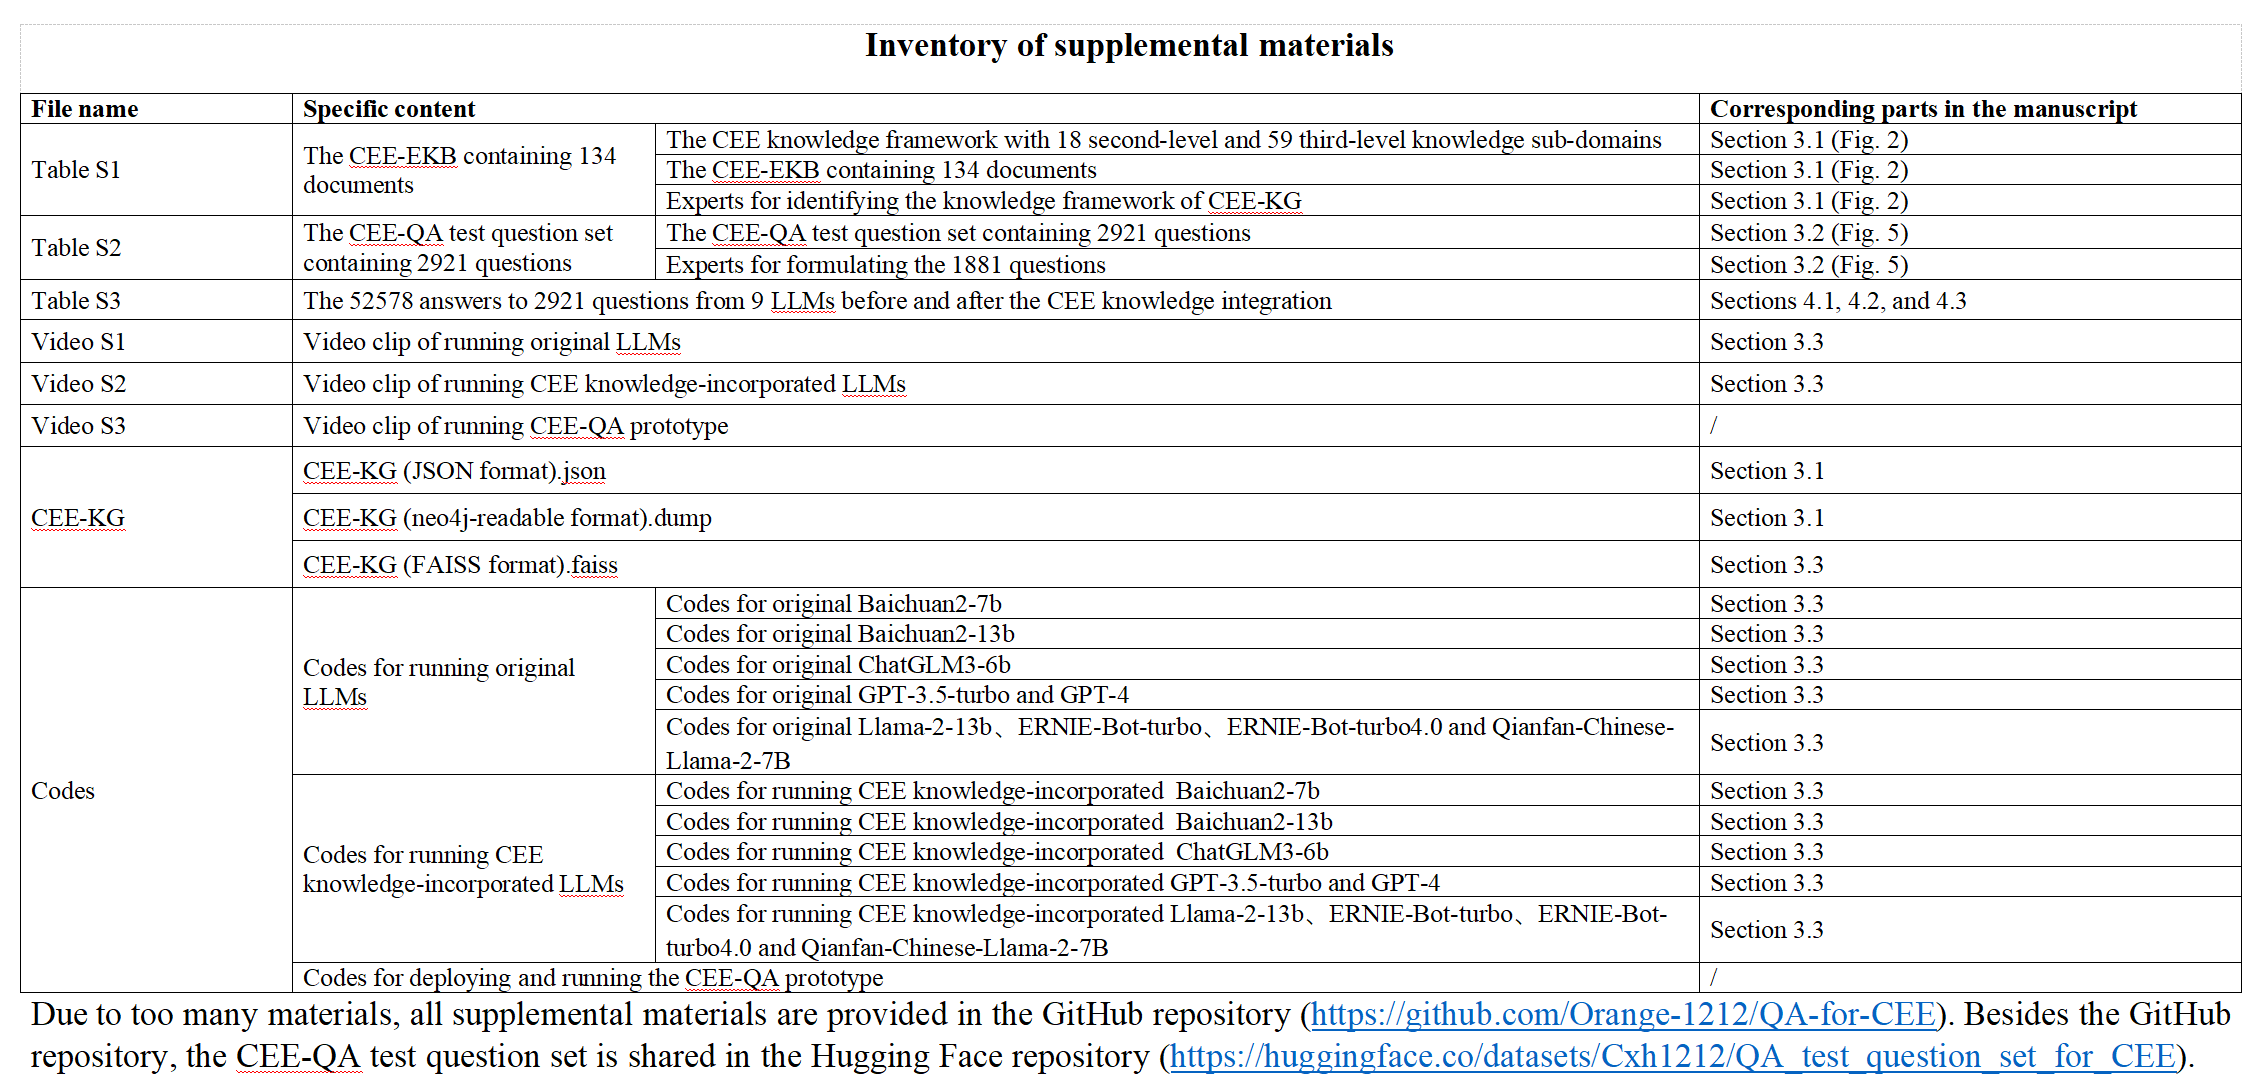 Inventory of supplemental materials
File name Specific content Corresponding parts in the manuscript
Table S1
The CEE-EKB containing 134
documents
The CEE knowledge framework with 18 second-level and 59 third-level knowledge sub-domains Section 3.1 (Fig. 2)
The CEE-EKB containing 134 documents Section 3.1 (Fig. 2)
Experts for identifying the knowledge framework of CEE-KG Section 3.1 (Fig. 2)
Table S2
The CEE-QA test question set
containing 2921 questions
The CEE-QA test question set containing 2921 questions Section 3.2 (Fig. 5)
Experts for formulating the 1881 questions Section 3.2 (Fig. 5)
Table S3 The 52578 answers to 2921 questions from 9 LLMs before and after the CEE knowledge integration Sections 4.1, 4.2, and 4.3
Video S1 Video clip of running original LLMs Section 3.3
Video S2 Video clip of running CEE knowledge-incorporated LLMs Section 3.3
Video S3 Video clip of running CEE-QA prototype /
CEE-KG
CEE-KG (JSON format).json Section 3.1
CEE-KG (neo4j-readable format).dump Section 3.1
CEE-KG (FAISS format).faiss Section 3.3
Codes
Codes for running original
LLMs
Codes for original Baichuan2-7b Section 3.3
Codes for original Baichuan2-13b Section 3.3
Codes for original ChatGLM3-6b Section 3.3
Codes for original GPT-3.5-turbo and GPT-4 Section 3.3
Codes for original Llama-2-13b、ERNIE-Bot-turbo、ERNIE-Bot-turbo4.0 and Qianfan-Chinese-
Llama-2-7B
Section 3.3
Codes for running CEE
knowledge-incorporated LLMs
Codes for running CEE knowledge-incorporated  Baichuan2-7b Section 3.3
Codes for running CEE knowledge-incorporated  Baichuan2-13b Section 3.3
Codes for running CEE knowledge-incorporated  ChatGLM3-6b Section 3.3
Codes for running CEE knowledge-incorporated GPT-3.5-turbo and GPT-4 Section 3.3
Codes for running CEE knowledge-incorporated Llama-2-13b、ERNIE-Bot-turbo、ERNIE-Bot-
turbo4.0 and Qianfan-Chinese-Llama-2-7B
Section 3.3
Codes for deploying and running the CEE-QA prototype /
Due to too many materials, all supplemental materials are provided in the GitHub repository (https://github.com/Orange-1212/QA-for-CEE). Besides the GitHub
repository, the CEE-QA test question set is shared in the Hugging Face repository (https://huggingface.co/datasets/Cxh1212/QA_test_question_set_for_CEE).